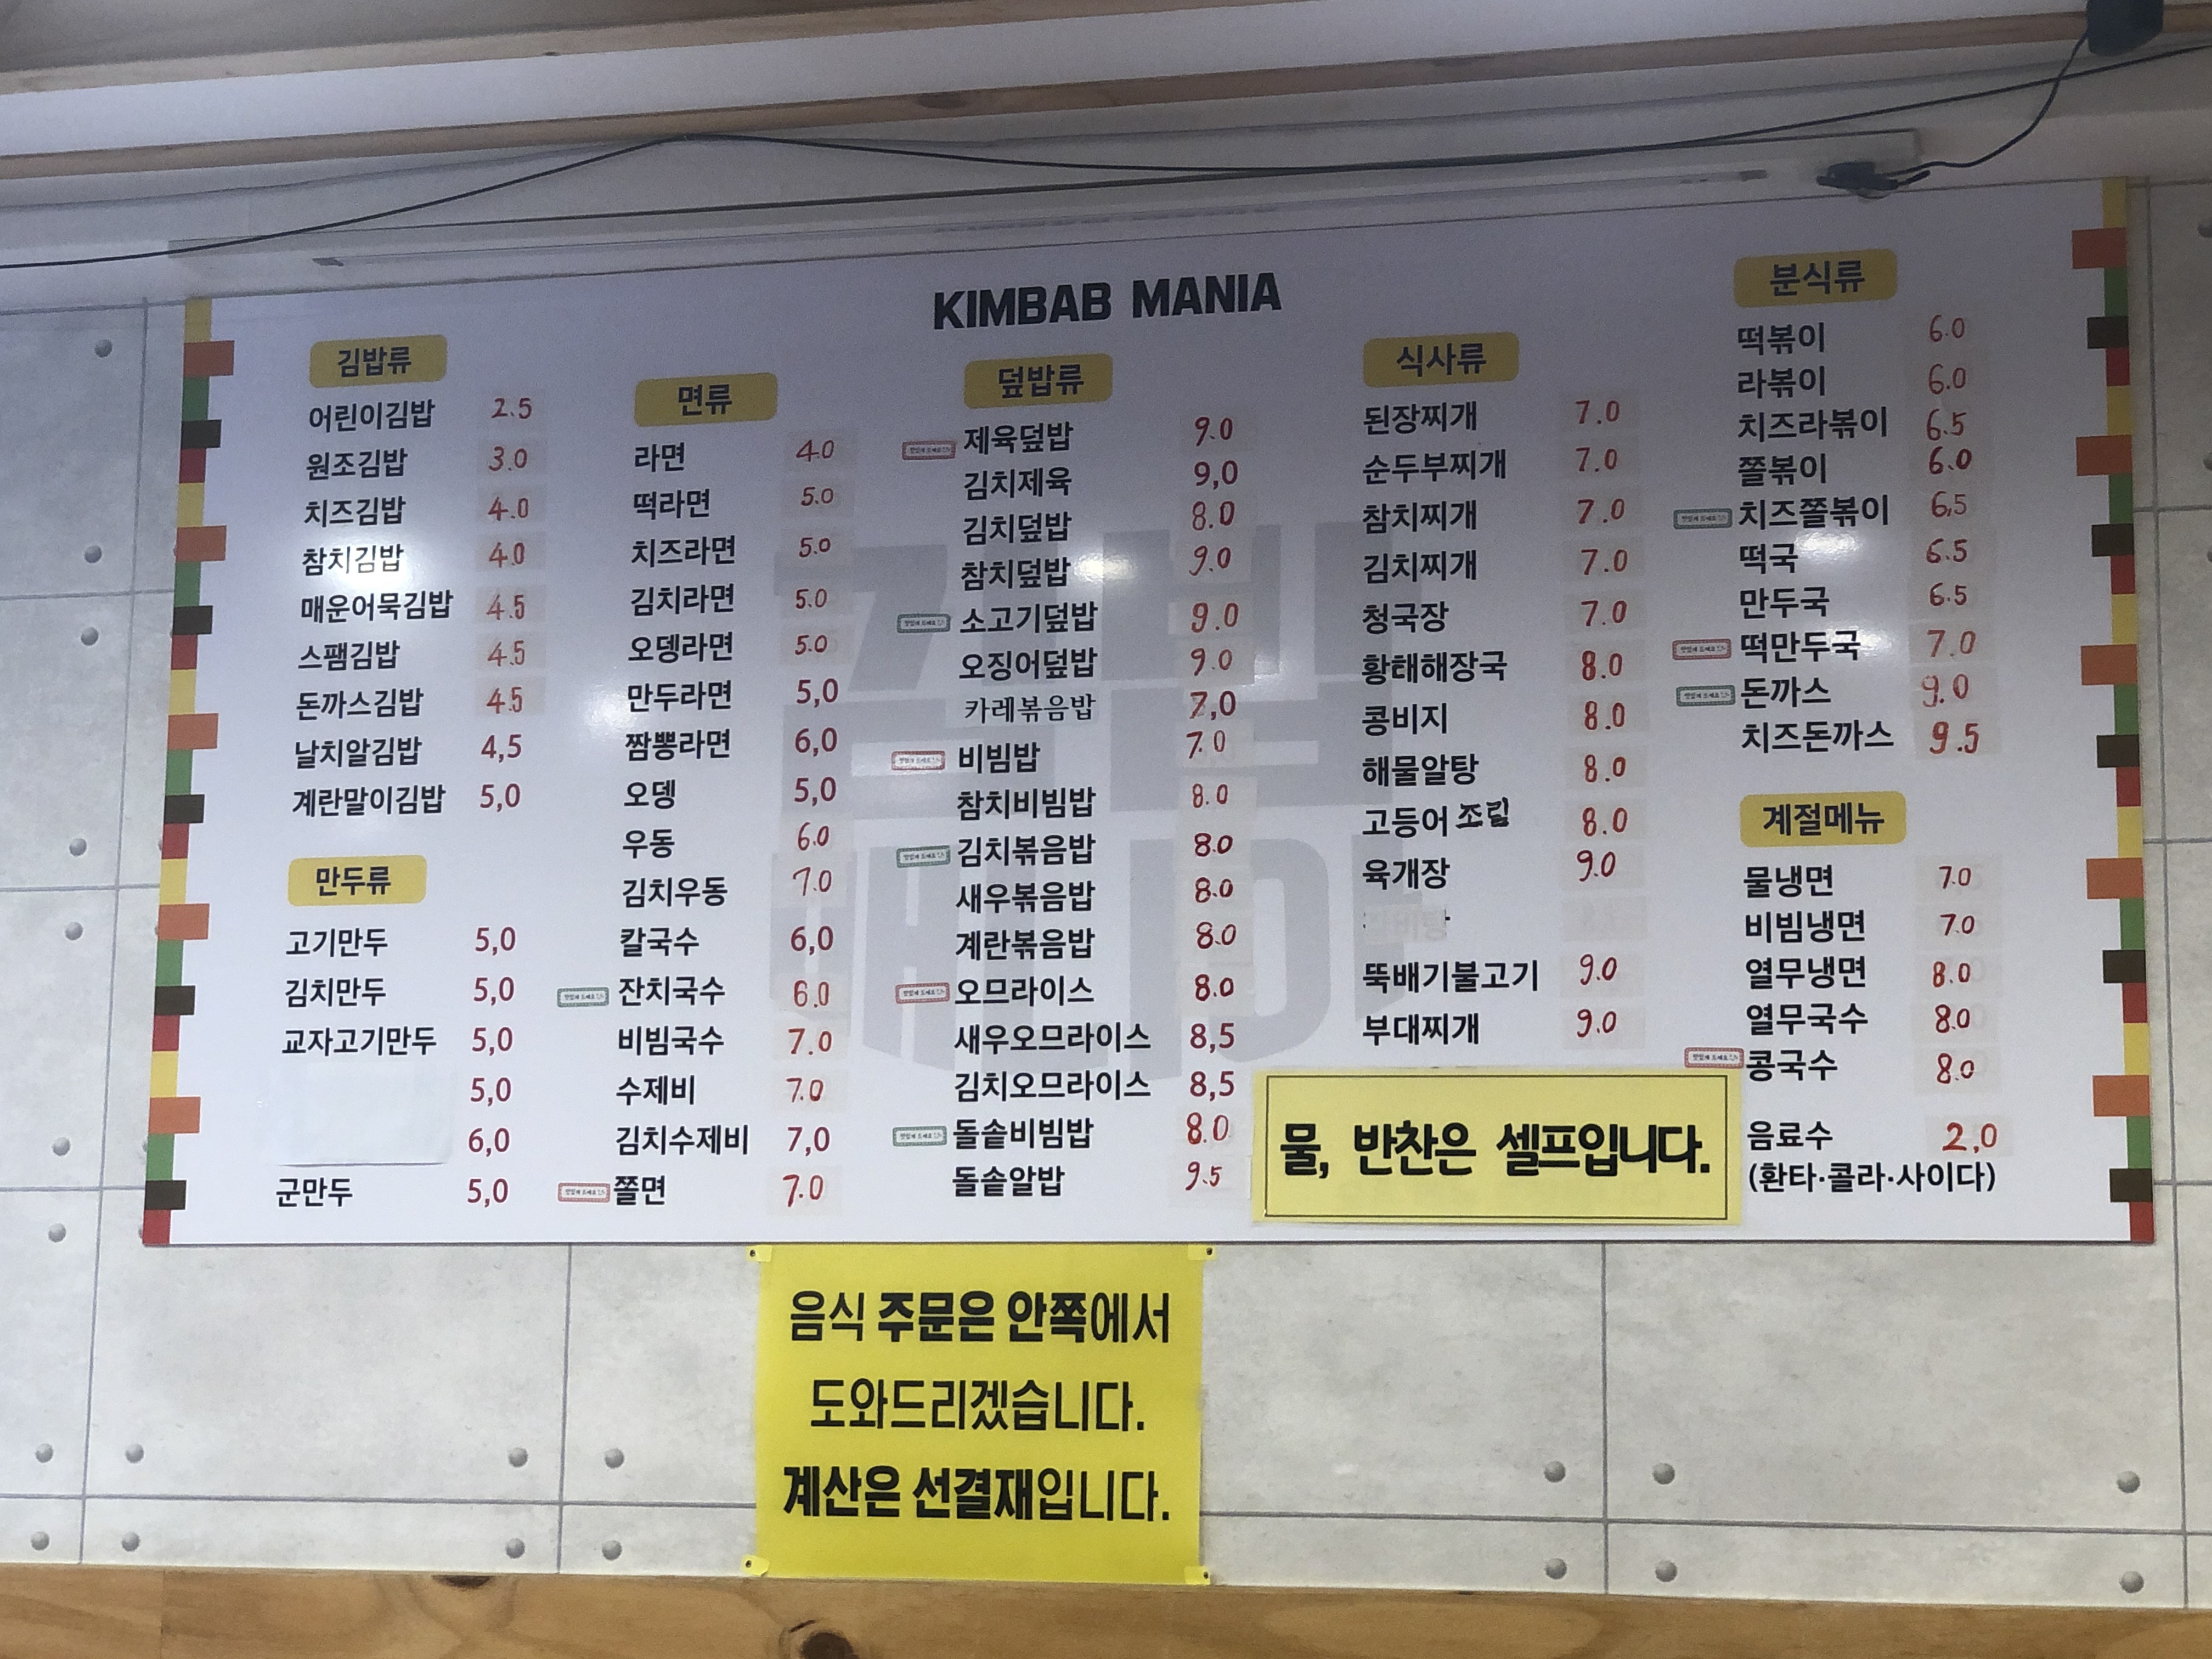 KIMBAB MANIA
김밥류
어린이김밥 2.5
원조김밥 3.0
치즈김밥 4.0
참치김밥 4.0
매운어묵김밥 4.5
스팸김밥 4.5
돈까스김밥 4.5
날치알김밥 4,5
계란말이김밥 5,0
만두류
고기만두 5,0
김치만두 5,0
교자고기만두 5,0
5,0
6,0
군만두 5,0
면류
라면 4.0
떡라면 5.0
치즈라면 5.0
김치라면 5.0
오뎅라면 5.0
만두라면 5,0
짬뽕라면 6,0
오뎅 5,0
우동 6.0
김치우동 7.0
칼국수 6,0
잔치국수 6.0
비빔국수 7.0
수제비 7.0
김치수제비 7,0
쫄면 7.0
덮밥류
제육덮밥 9.0
김치제육 9,0
김치덮밥 8.0
참치덮밥 9.0
소고기덮밥 9.0
오징어덮밥 9.0
카레볶음밥 7,0
비빔밥 7.0
참치비빔밥 8.0
김치볶음밥 8.0
새우볶음밥 8.0
계란볶음밥 8.0
오므라이스 8.0
새우오므라이스 8,5
김치오므라이스 8,5
돌솥비빔밥 8.0
돌솥알밥 9.5
식사류
된장찌개 7.0
순두부찌개 7.0
참치찌개 7.0
김치찌개 7.0
청국장 7.0
황태해장국 8.0
콩비지 8.0
해물알탕 8.0
고등어조림 8.0
육개장 9.0
뚝배기불고기 9.0
부대찌개 9.0
물, 반찬은 셀프입니다.
분식류
떡볶이 6.0
라볶이 6.0
치즈라볶이 6.5
쫄볶이 6.0
치즈쫄볶이 6,5
떡국 6.5
만두국 6.5
떡만두국 7.0
돈까스 9.0
치즈돈까스 9.5
계절메뉴
물냉면 7.0
비빔냉면 7.0
열무냉면 8.0
열무국수 8.0
콩국수 8.0
음료수 2,0
(환타·콜라·사이다)
음식 주문은 안쪽에서
도와드리겠습니다.
계산은 선결재입니다.